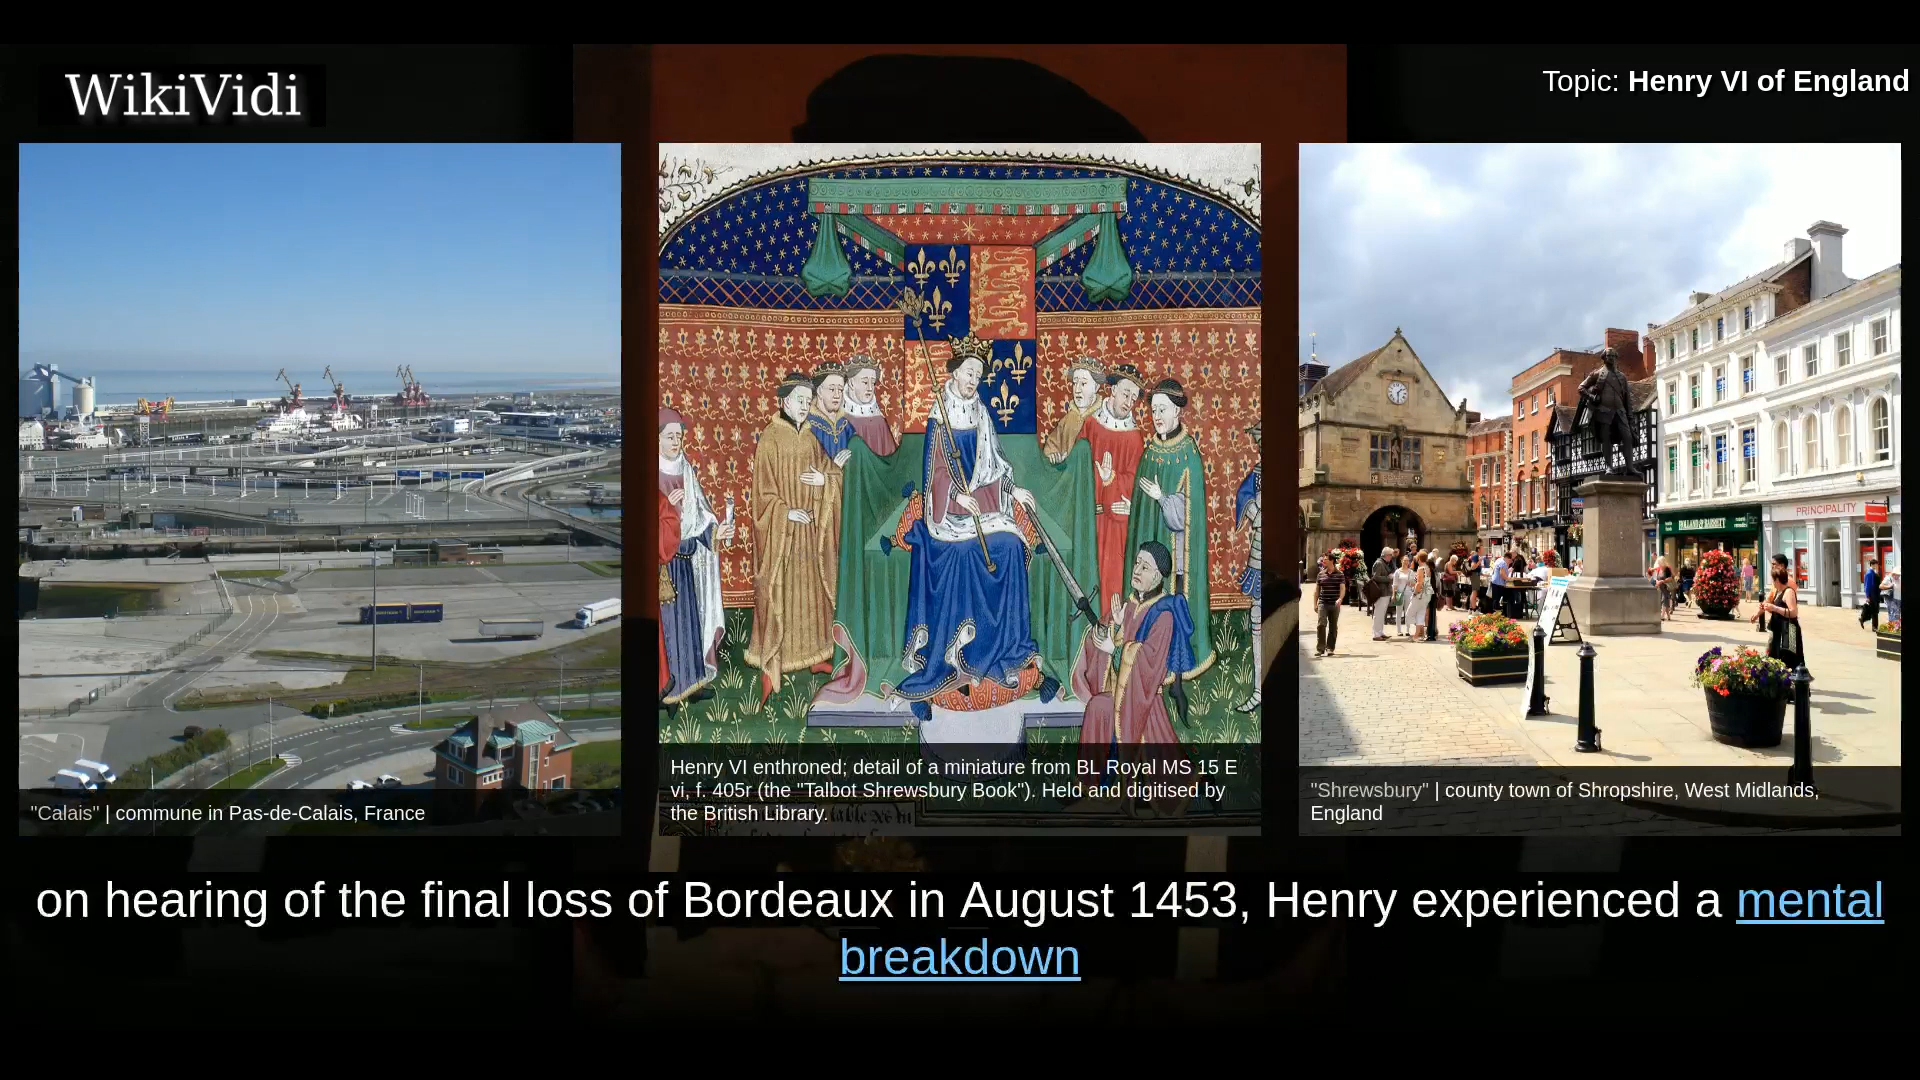 WikiVidi
Topic: Henry VI of England
PRINCIPALITY
HOLLAND & BARRETT
"Calais" | commune in Pas-de-Calais, France
Henry VI enthroned; detail of a miniature from BL Royal MS 15 E
vi, f. 405r (the "Talbot Shrewsbury Book"). Held and digitised by
the British Library.
"Shrewsbury" | county town of Shropshire, West Midlands,
England
on hearing of the final loss of Bordeaux in August 1453, Henry experienced a mental
breakdown